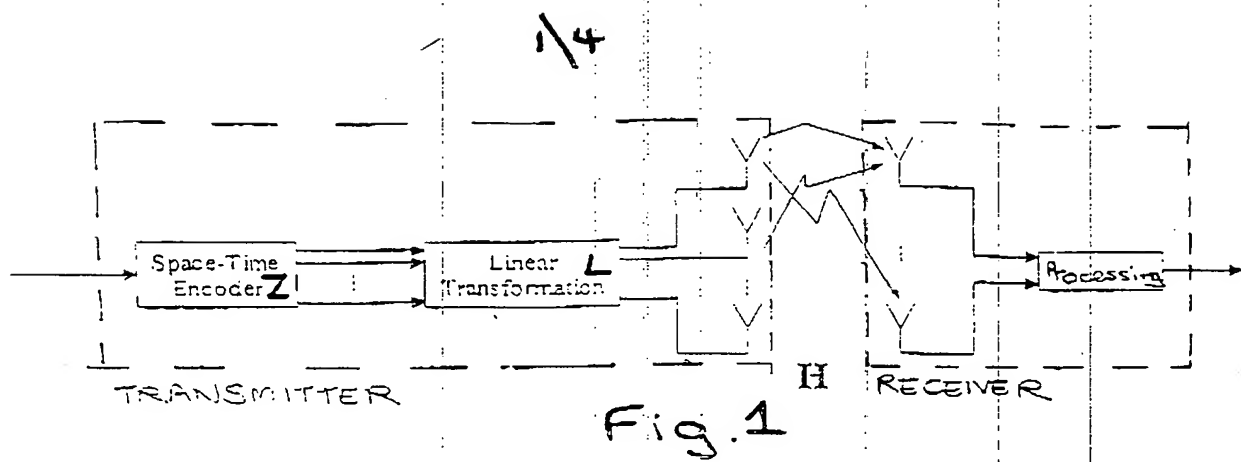 1\4
Space-Time
Encoder Z
Linear L
Transformation
Processing
TRANSMITTER
H
RECEIVER
Fig.1